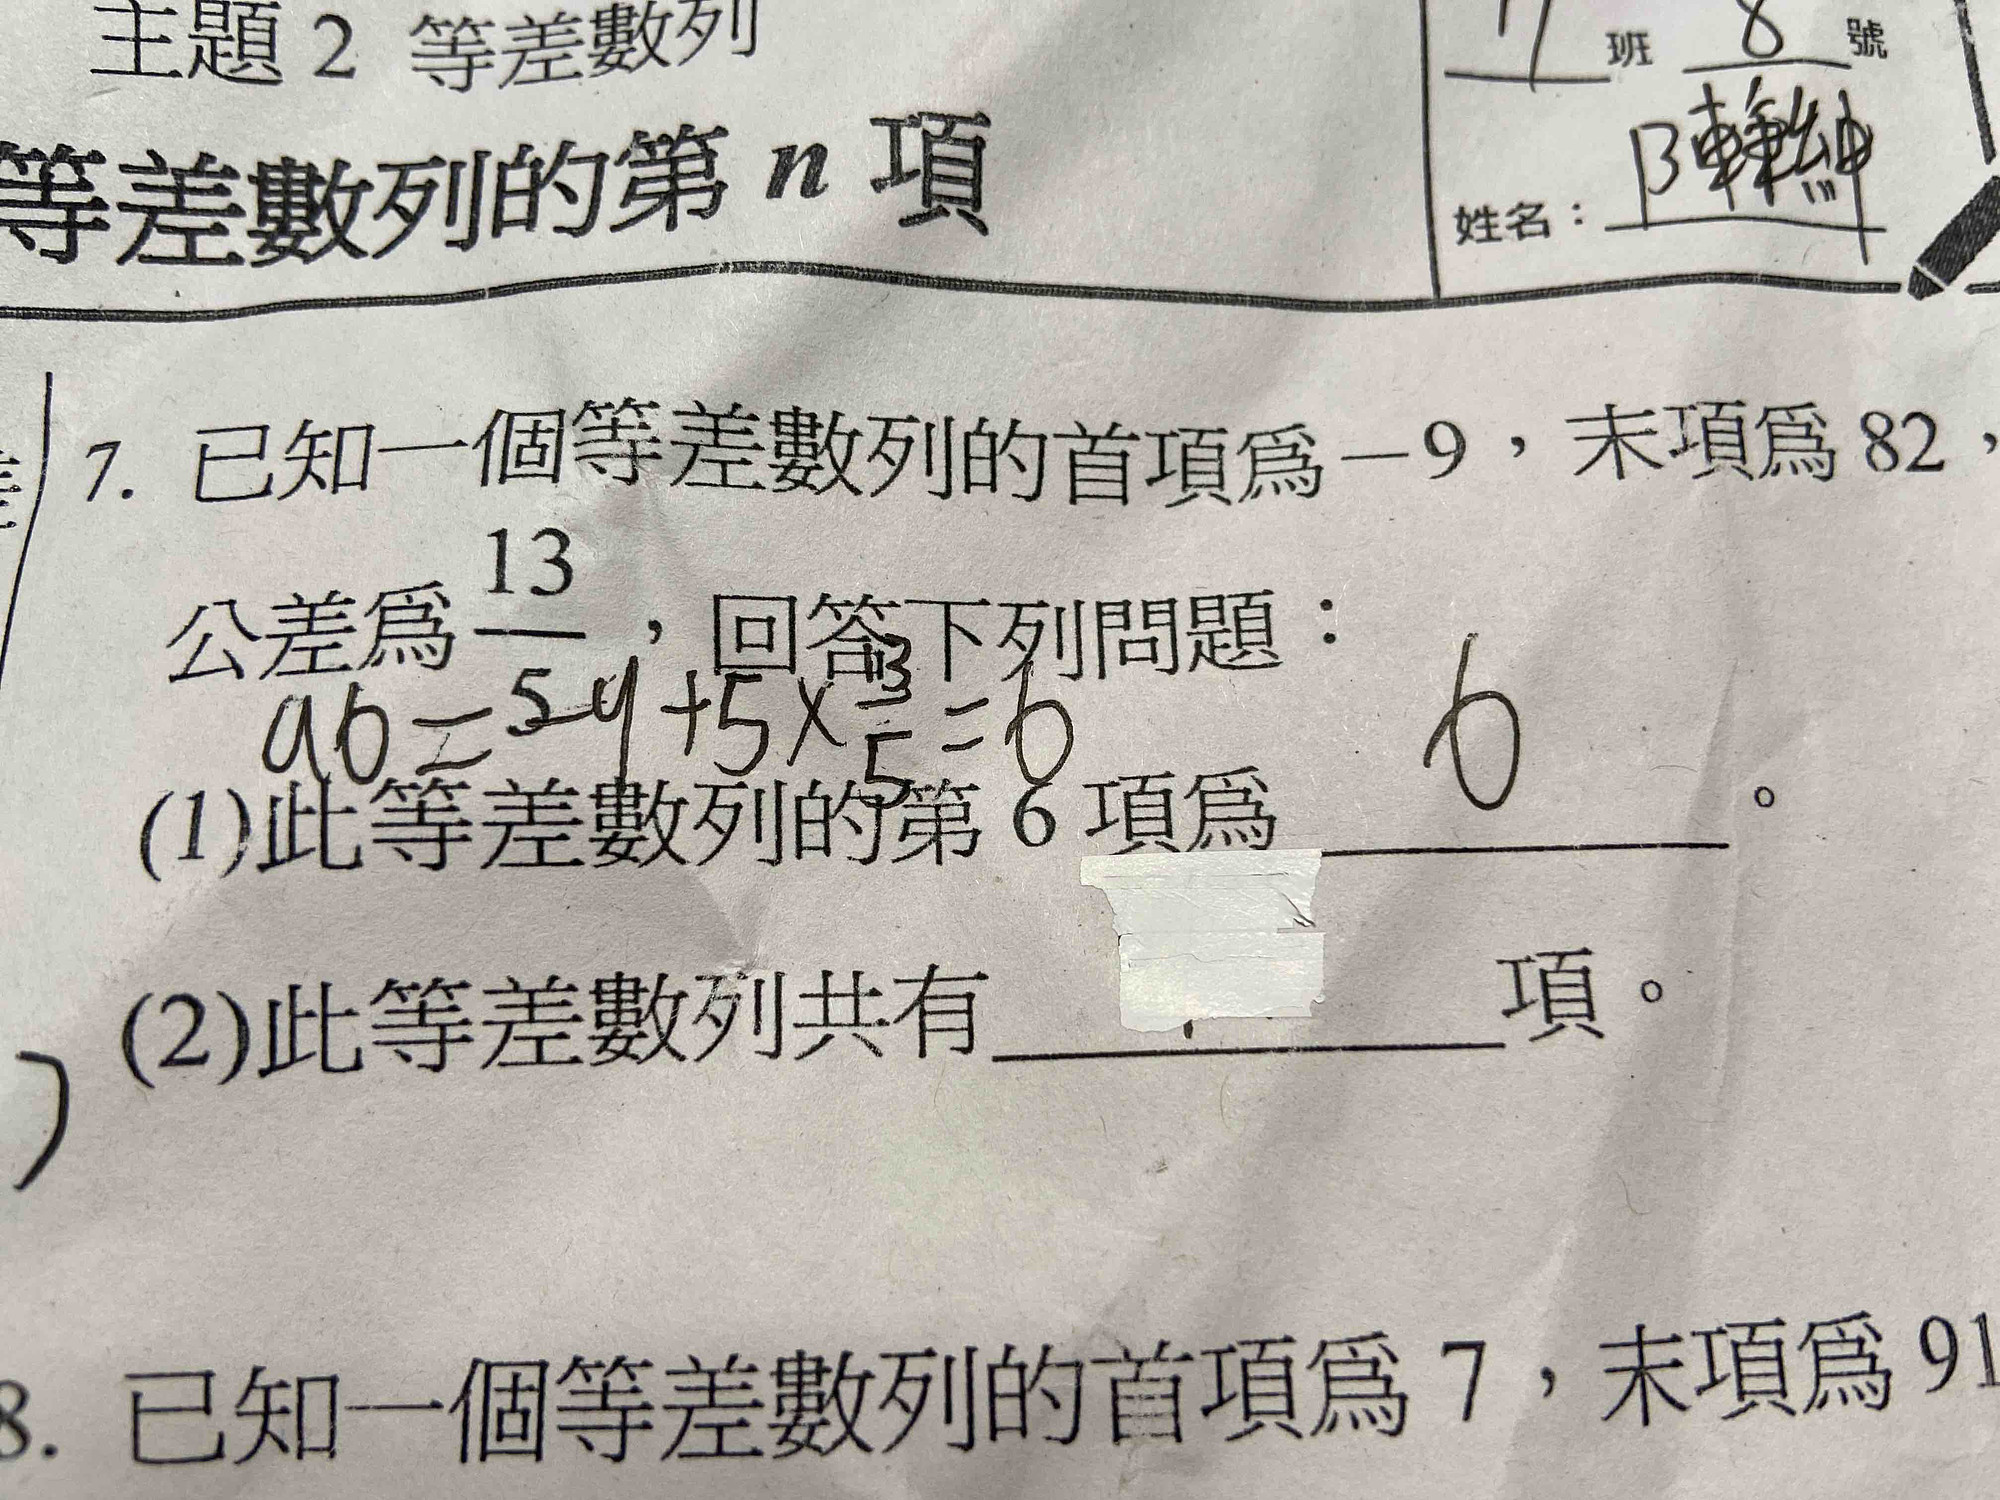 主題 2 等差數列
班 8 號
等差數列的第 n 項
姓名：
7. 已知一個等差數列的首項爲－9，末項爲 82，
公差爲 13/5，回答下列問題：
a6=-9+5×13/5=6
(1)此等差數列的第 6 項爲 6 。
(2)此等差數列共有 項。
8. 已知一個等差數列的首項爲 7，末項爲 91